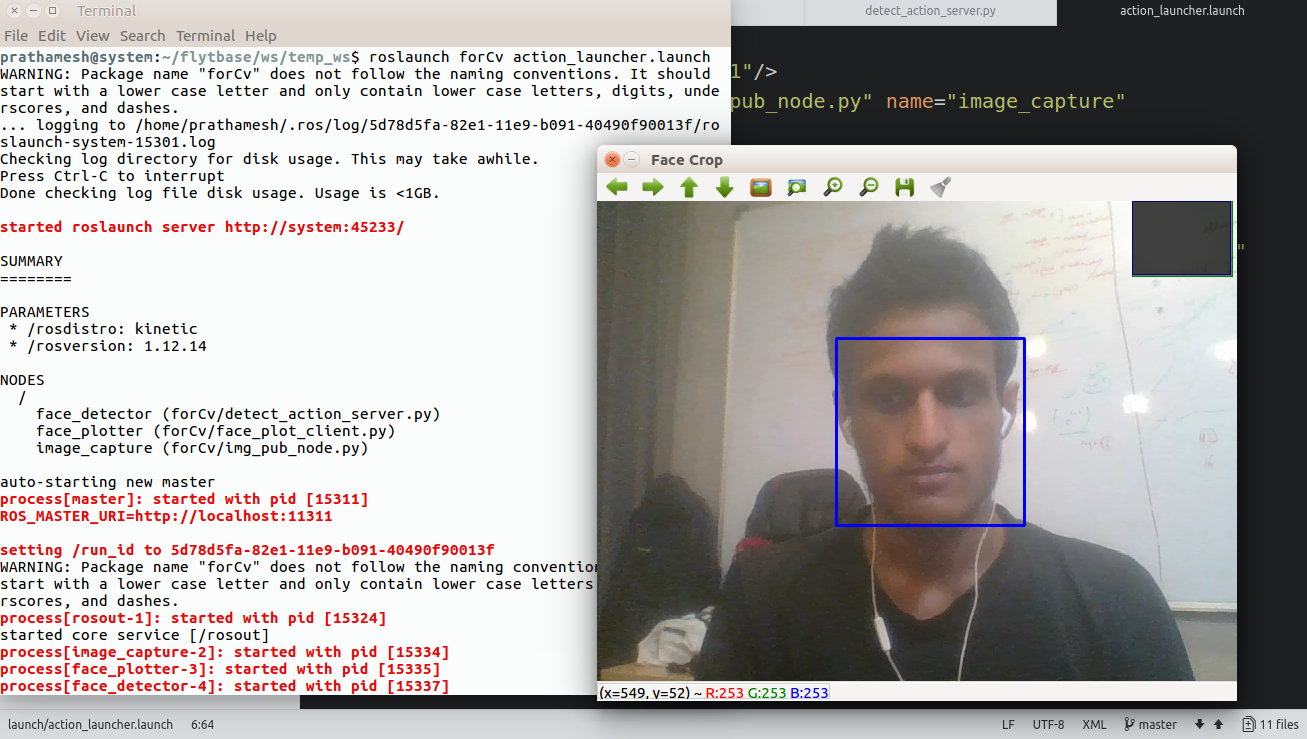 Terminal
File Edit View Search Terminal Help
prathamesh@system:~/flytbase/ws/temp_ws$ roslaunch forCv action_launcher.launch
WARNING: Package name "forCv" does not follow the naming conventions. It should
start with a lower case letter and only contain lower case letters, digits, unde
rscores, and dashes.
... logging to /home/prathamesh/.ros/log/5d78d5fa-82e1-11e9-b091-40490f90013f/ro
slaunch-system-15301.log
Checking log directory for disk usage. This may take awhile.
Press Ctrl-C to interrupt
Done checking log file disk usage. Usage is <1GB.
started roslaunch server http://system:45233/
SUMMARY
========
PARAMETERS
* /rosdistro: kinetic
* /rosversion: 1.12.14
NODES
/
face_detector (forCv/detect_action_server.py)
face_plotter (forCv/face_plot_client.py)
image_capture (forCv/img_pub_node.py)
auto-starting new master
process[master]: started with pid [15311]
ROS_MASTER_URI=http://localhost:11311
setting /run_id to 5d78d5fa-82e1-11e9-b091-40490f90013f
WARNING: Package name "forCv" does not follow the naming convention
start with a lower case letter and only contain lower case letters
rscores, and dashes.
process[rosout-1]: started with pid [15324]
started core service [/rosout]
process[image_capture-2]: started with pid [15334]
process[face_plotter-3]: started with pid [15335]
process[face_detector-4]: started with pid [15337]
detect_action_server.py
action_launcher.launch
1"/>
pub_node.py" name="image_capture"
"
Face Crop
(x=549, y=52) ~ R:253 G:253 B:253
launch/action_launcher.launch 6:64
LF UTF-8 XML master 11 files